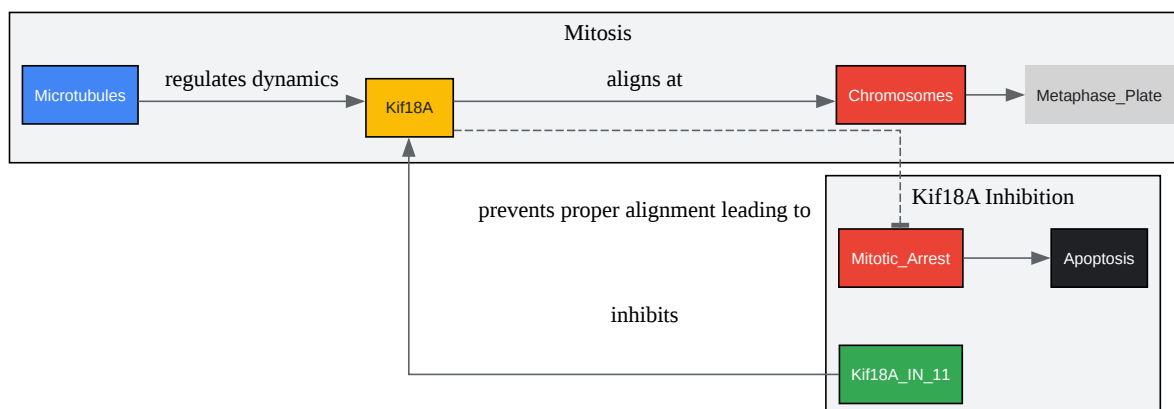 Mitosis
regulates dynamics
aligns at
Microtubules
Kif18A
Chromosomes
Metaphase_Plate
Kif18A Inhibition
prevents proper alignment leading to
Mitotic_Arrest
Apoptosis
inhibits
Kif18A_IN_11